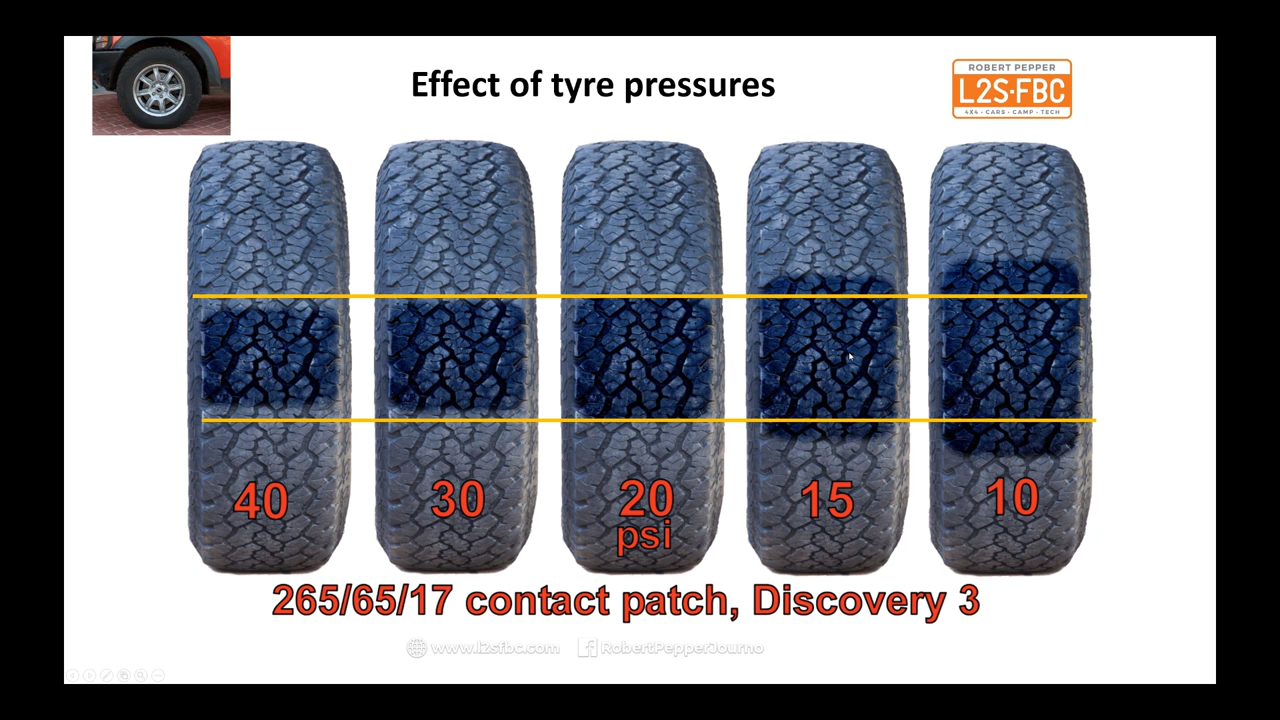 Effect of tyre pressures
ROBERT PEPPER
L2S·FBC
4X4 • CARS • CAMP • TECH
40 30 20 15 10
psi
265/65/17 contact patch, Discovery 3
www.l2sfbc.com RobertPepperJourno